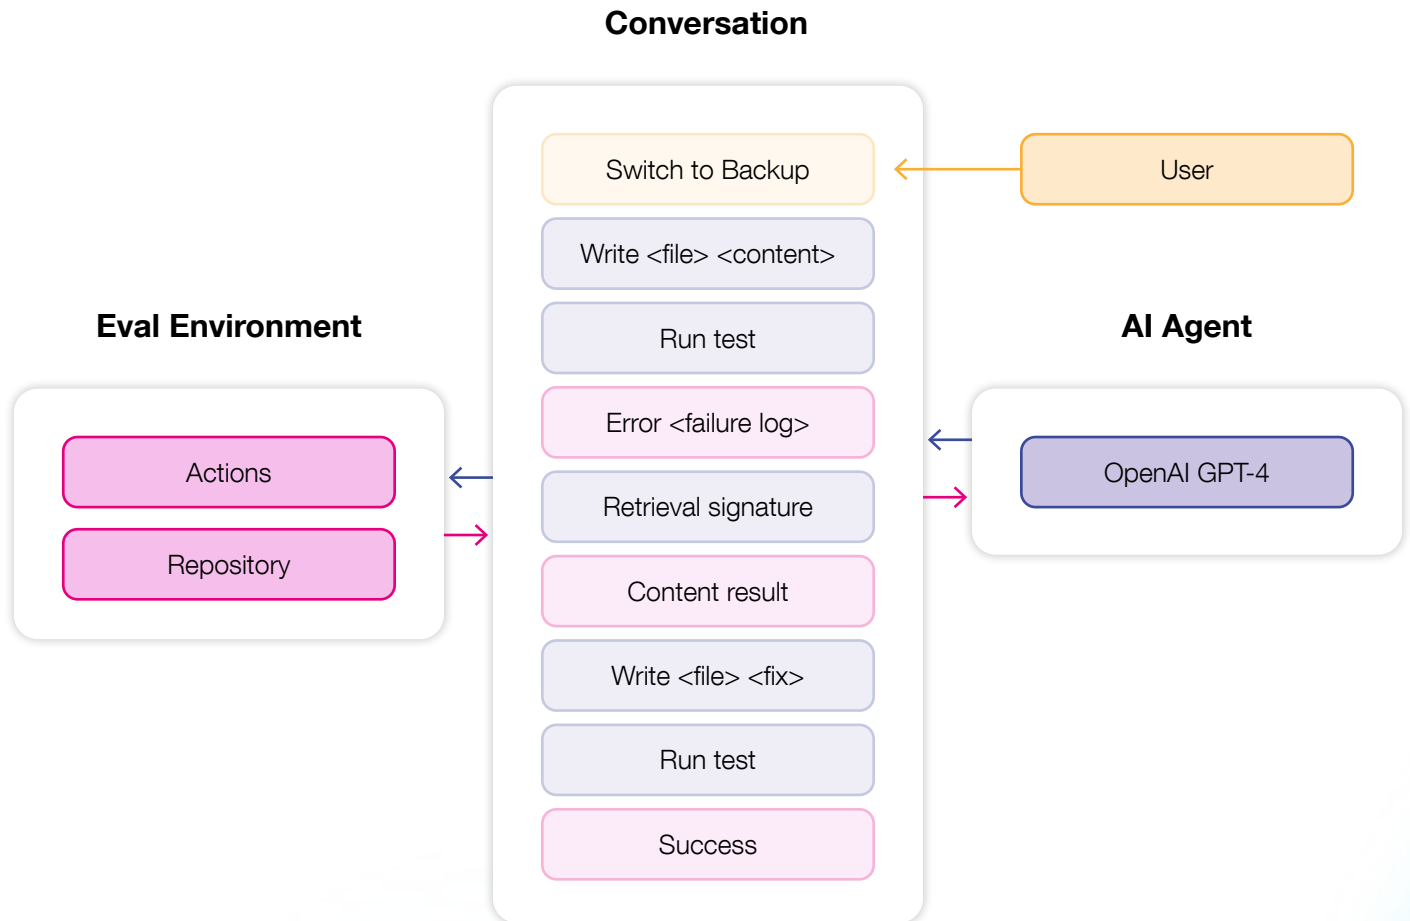 Conversation
Switch to Backup
User
Write <file> <content>
Run test
Eval Environment
AI Agent
Error <failure log>
Actions
OpenAI GPT-4
Retrieval signature
Repository
Content result
Write <file> <fix>
Run test
Success